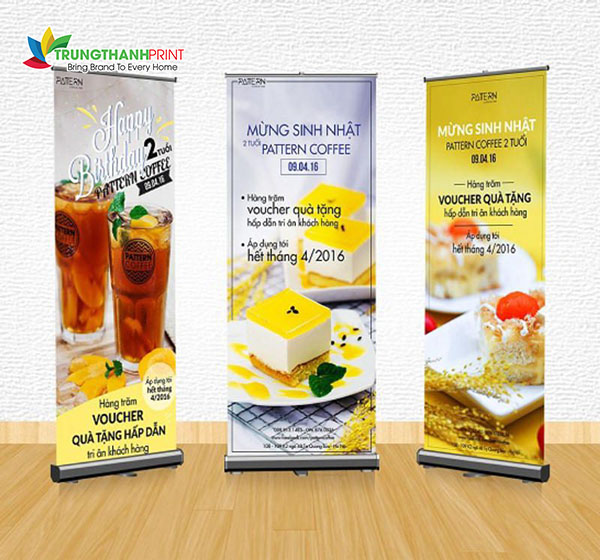 TRUNGTHANHPRINT
Bring Brand To Every Home
PATTERN
Happy
Birthday 2 TUỔI
PATTERN COFFEE
09.04.16
PATTERN
COFFEE
Áp dụng tới
hết tháng
4/2016
Hàng trăm
VOUCHER
QUÀ TẶNG HẤP DẪN
tri ân khách hàng
PATTERN
MỪNG SINH NHẬT
2 TUỔI PATTERN COFFEE
09.04.16
• Hàng trăm
voucher quà tặng
hấp dẫn tri ân khách hàng
• Áp dụng tới
hết tháng 4/2016
PATTERN
MỪNG SINH NHẬT
PATTERN COFFEE 2 TUỔI
09.04.16
Hàng trăm
VOUCHER QUÀ TẶNG
hấp dẫn tri ân khách hàng
Áp dụng tới
hết tháng 4/2016